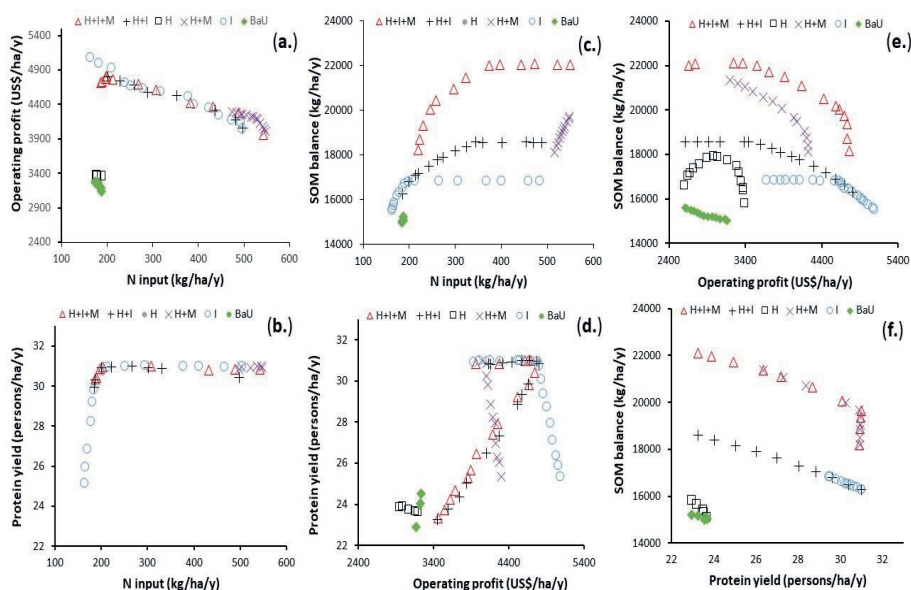 H+I+M H+I H H+M I BaU
(a.)
Operating profit (US$/ha/y)
5400
4900
4400
3900
3400
2900
2400
100 200 300 400 500 600
N input (kg/ha/y)
H+I+M H+I H H+M I BaU
(c.)
SOM balance (kg/ha/y)
22000
20000
18000
16000
14000
100 200 300 400 500 600
N input (kg/ha/y)
H+I+M H+I H H+M I BaU
(e.)
SOM balance (kg/ha/y)
24000
22000
20000
18000
16000
14000
2400 3400 4400 5400
Operating profit (US$/ha/y)
H+I+M H+I H H+M I BaU
(b.)
Protein yield (persons/ha/y)
34
32
30
28
26
24
22
100 200 300 400 500 600
N input (kg/ha/y)
H+I+M H+I H H+M I BaU
(d.)
Protein yield (persons/ha/y)
34
32
30
28
26
24
22
2400 3400 4400 5400
Operating profit (US$/ha/y)
H+I+M H+I H H+M I BaU
(f.)
SOM balance (kg/ha/y)
24000
22000
20000
18000
16000
14000
22 24 26 28 30 32
Protein yield (persons/ha/y)